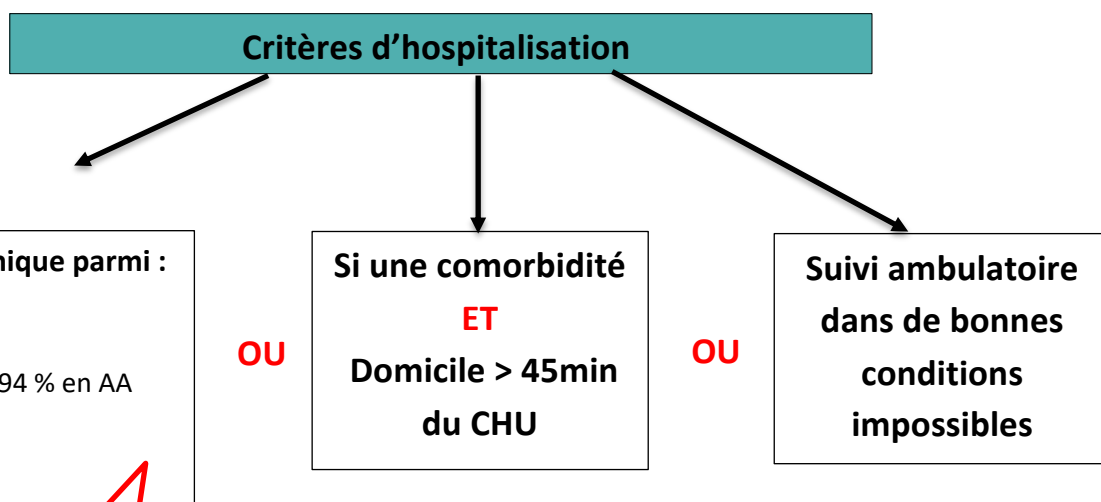 Critères d'hospitalisation
nique parmi :
94 % en AA
OU
Si une comorbidité
ET
Domicile > 45min
du CHU
OU
Suivi ambulatoire
dans de bonnes
conditions
impossibles